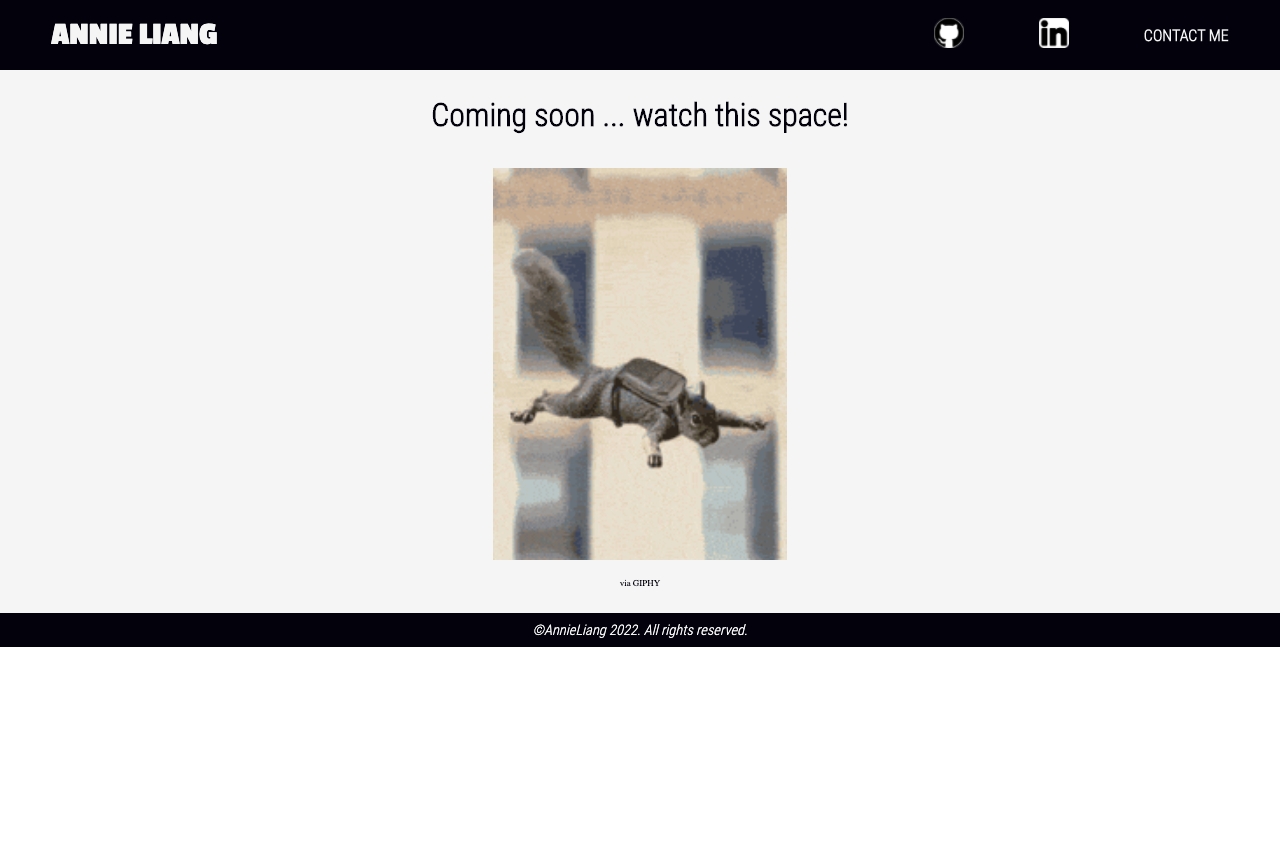 ANNIE LIANG
CONTACT ME
Coming soon ... watch this space!
via GIPHY
©AnnieLiang 2022. All rights reserved.